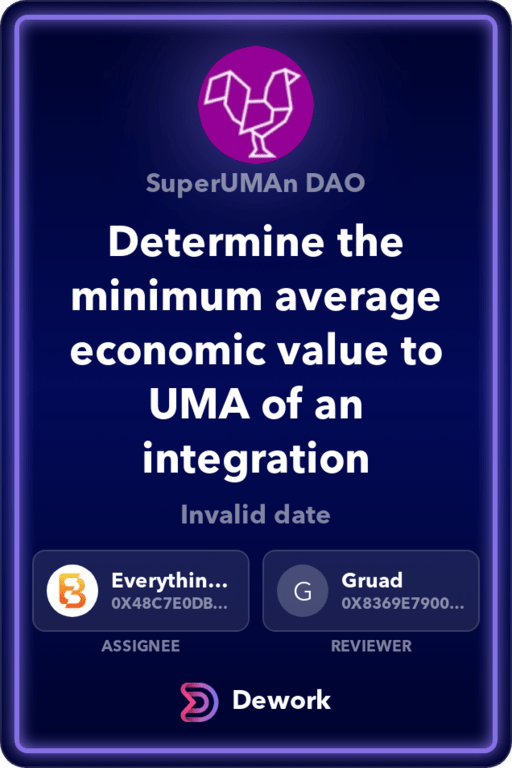 SuperUMAn DAO
Determine the
minimum average
economic value to
UMA of an
integration
Invalid date
Everythin...
0X48C7E0DB...
ASSIGNEE
G
Gruad
0X8369E7900...
REVIEWER
Dework